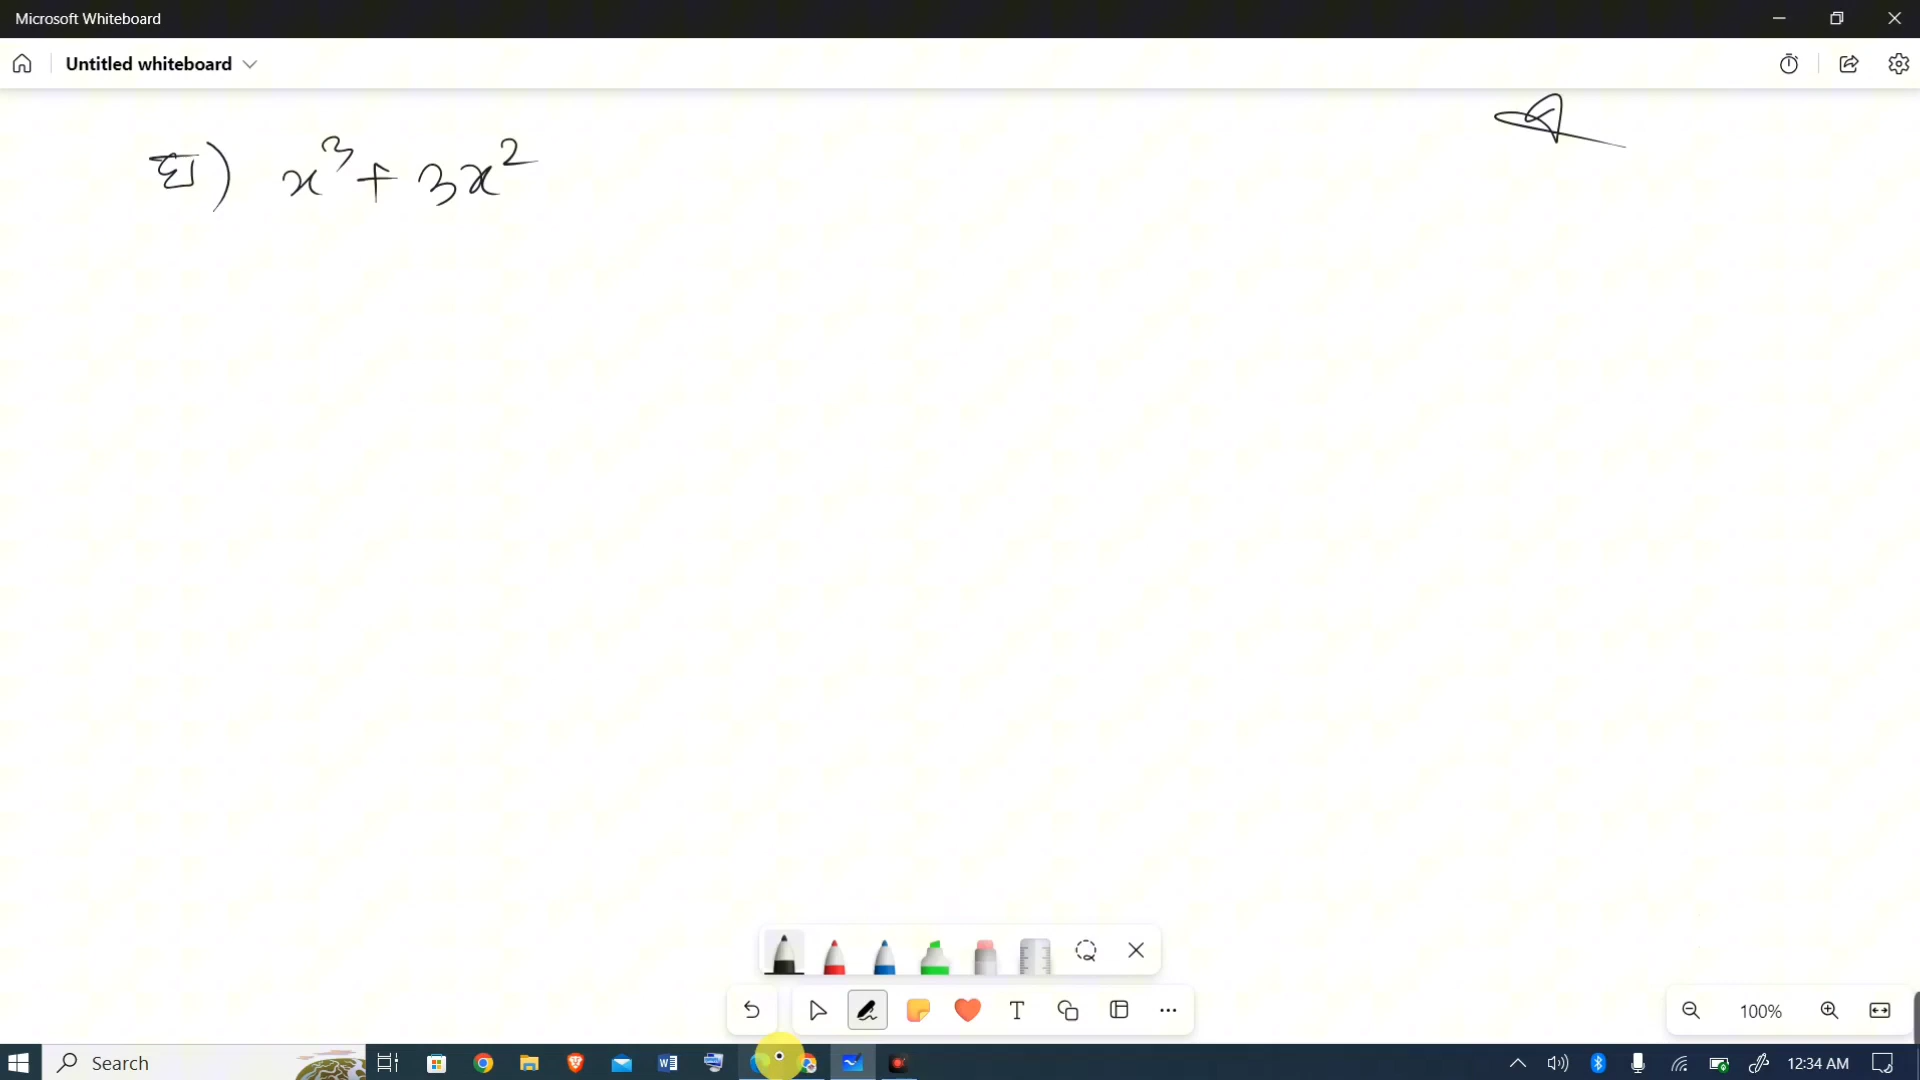 Microsoft Whiteboard
Untitled whiteboard
घ) x³ + 3x²
100%
Search
12:34 AM